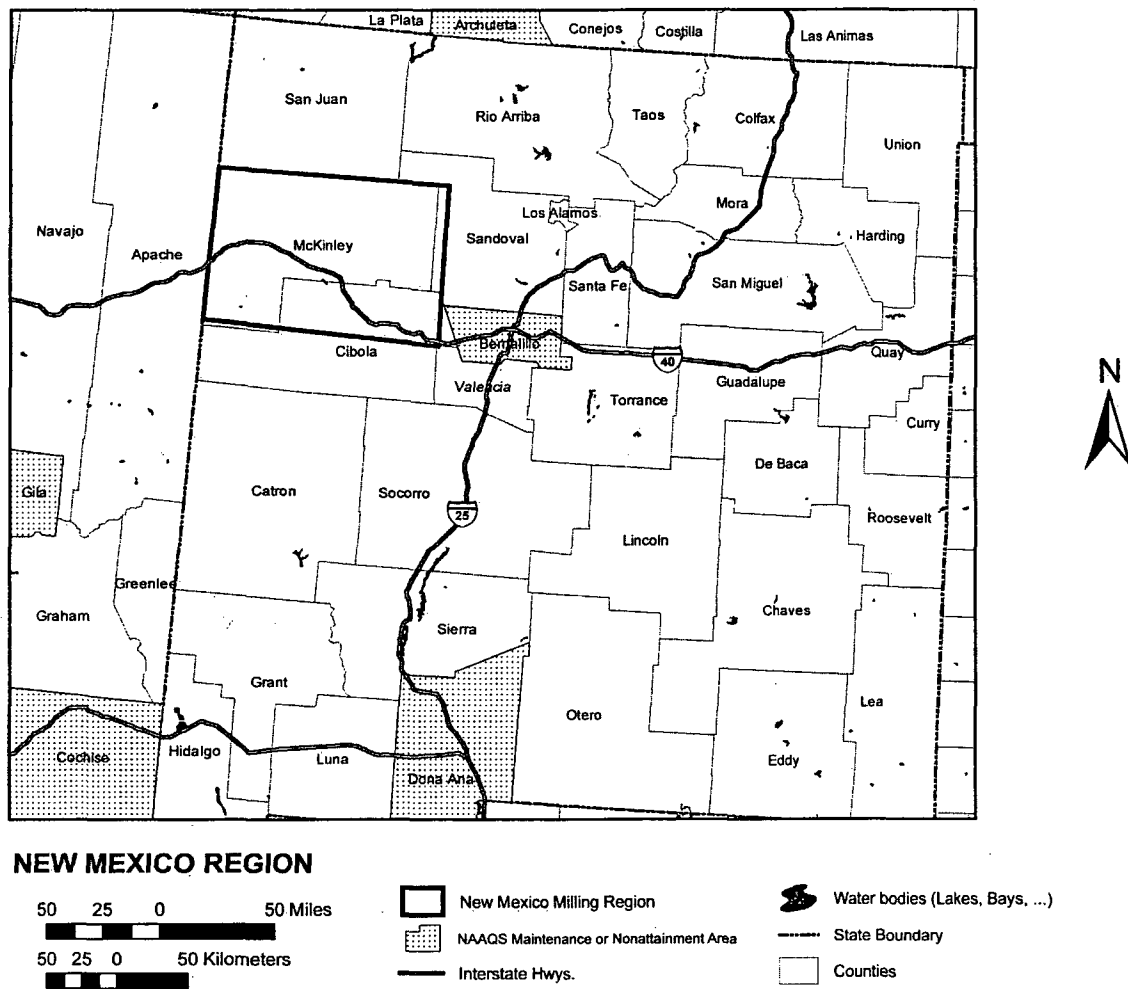 La Plata
Archuleta
Conejos
Costilla
Las Animas
San Juan
Rio Arriba
Taos
Colfax
Union
Navajo
Apache
McKinley
Sandoval
Los Alamos
Mora
Harding
Santa Fe
San Miguel
Cibola
Bernalillo
40
Quay
Valencia
Guadalupe
Torrance
Curry
De Baca
Gila
Catron
Socorro
25
Roosevelt
Lincoln
Greenlee
Graham
Sierra
Chaves
Grant
Otero
Lea
Cochise
Hidalgo
Luna
Dona Ana
Eddy
N
NEW MEXICO REGION
50 25 0 50 Miles
50 25 0 50 Kilometers
New Mexico Milling Region
NAAQS Maintenance or Nonattainment Area
Interstate Hwys.
Water bodies (Lakes, Bays, ...)
State Boundary
Counties